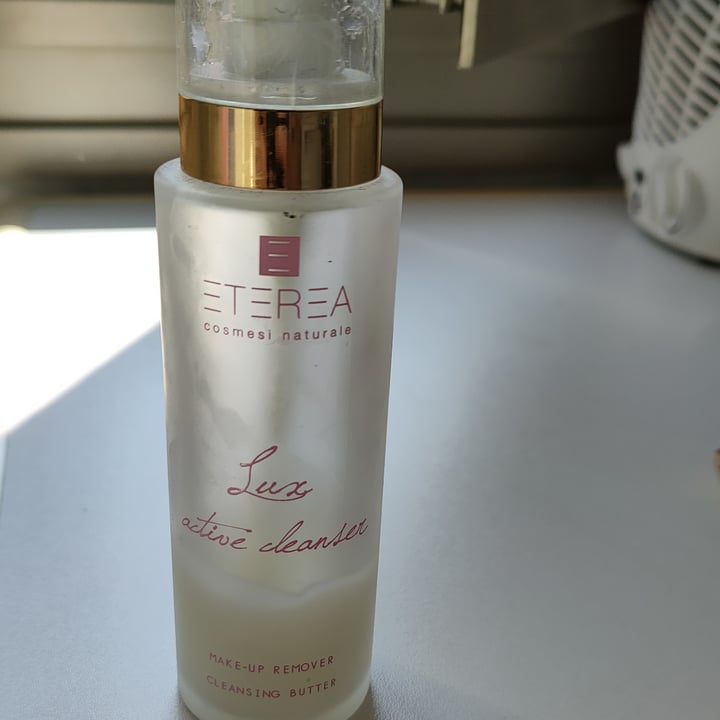 ETEREA
cosmesi naturale
Lux
active cleanser
MAKE-UP REMOVER
CLEANSING BUTTER